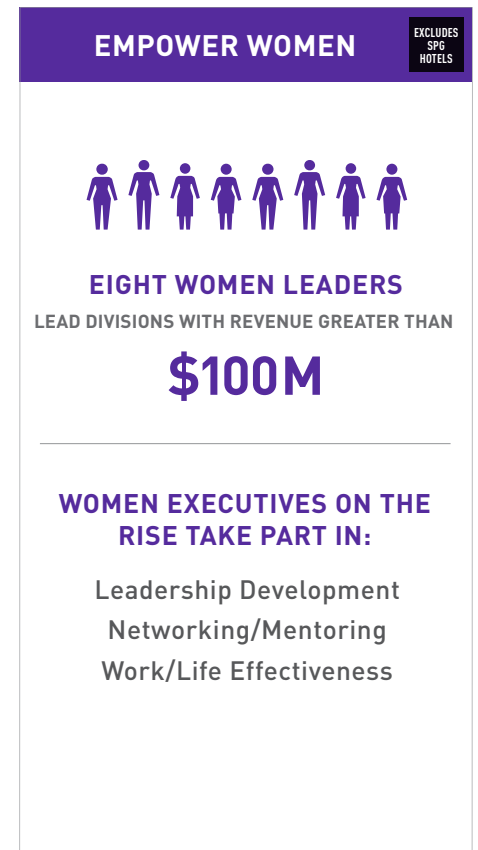 EMPOWER WOMEN
EXCLUDES
SPG
HOTELS
EIGHT WOMEN LEADERS
LEAD DIVISIONS WITH REVENUE GREATER THAN
$100M
WOMEN EXECUTIVES ON THE
RISE TAKE PART IN:
Leadership Development
Networking/Mentoring
Work/Life Effectiveness